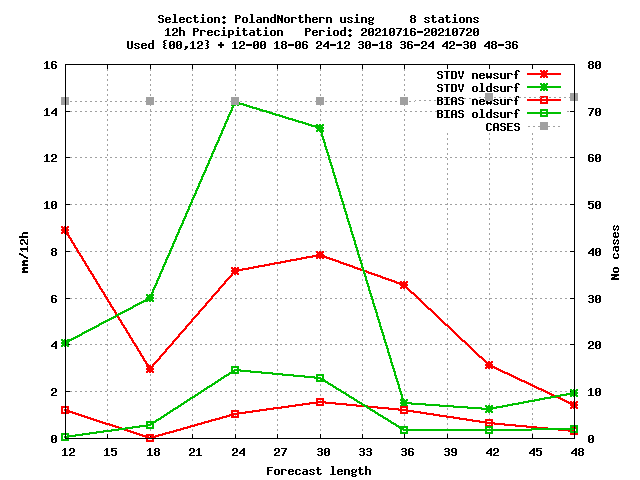 Selection: PolandNorthern using     8 stations
12h Precipitation   Period: 20210716-20210720
Used {00,12} + 12-00 18-06 24-12 30-18 36-24 42-30 48-36
16 80
STDV newsurf
STDV oldsurf
14 BIAS newsurf 70
BIAS oldsurf
CASES
12 60
10 50
mm/12h
8 40
No cases
6 30
4 20
2 10
0 0
12 15 18 21 24 27 30 33 36 39 42 45 48
Forecast length